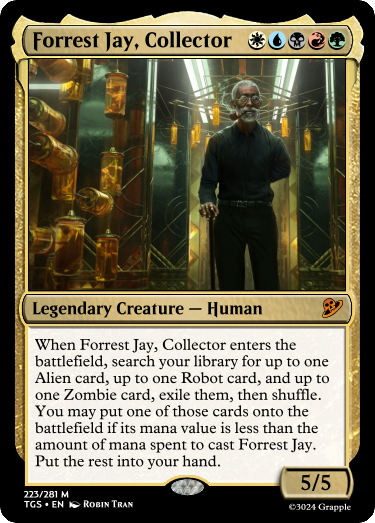 Forrest Jay, Collector
Legendary Creature — Human
When Forrest Jay, Collector enters the
battlefield, search your library for up to one
Alien card, up to one Robot card, and up to
one Zombie card, exile them, then shuffle.
You may put one of those cards onto the
battlefield if its mana value is less than the
amount of mana spent to cast Forrest Jay.
Put the rest into your hand.
5/5
223/281 M
TGS • EN Robin Tran
©3024 Grapple